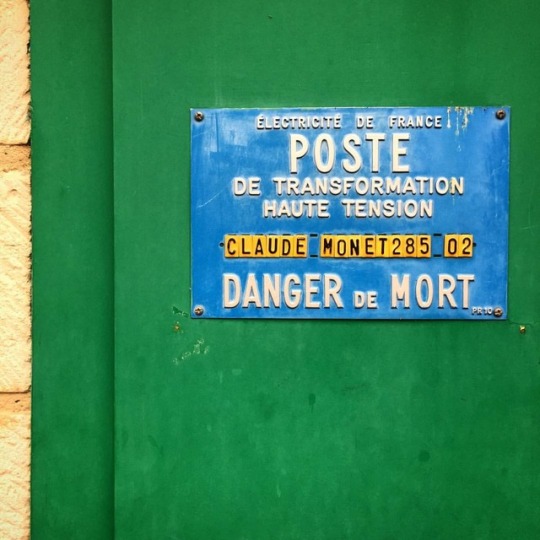 ÉLECTRICITÉ DE FRANCE
POSTE
DE TRANSFORMATION
HAUTE TENSION
CLAUDE MONET285 02
DANGER DE MORT
PR10